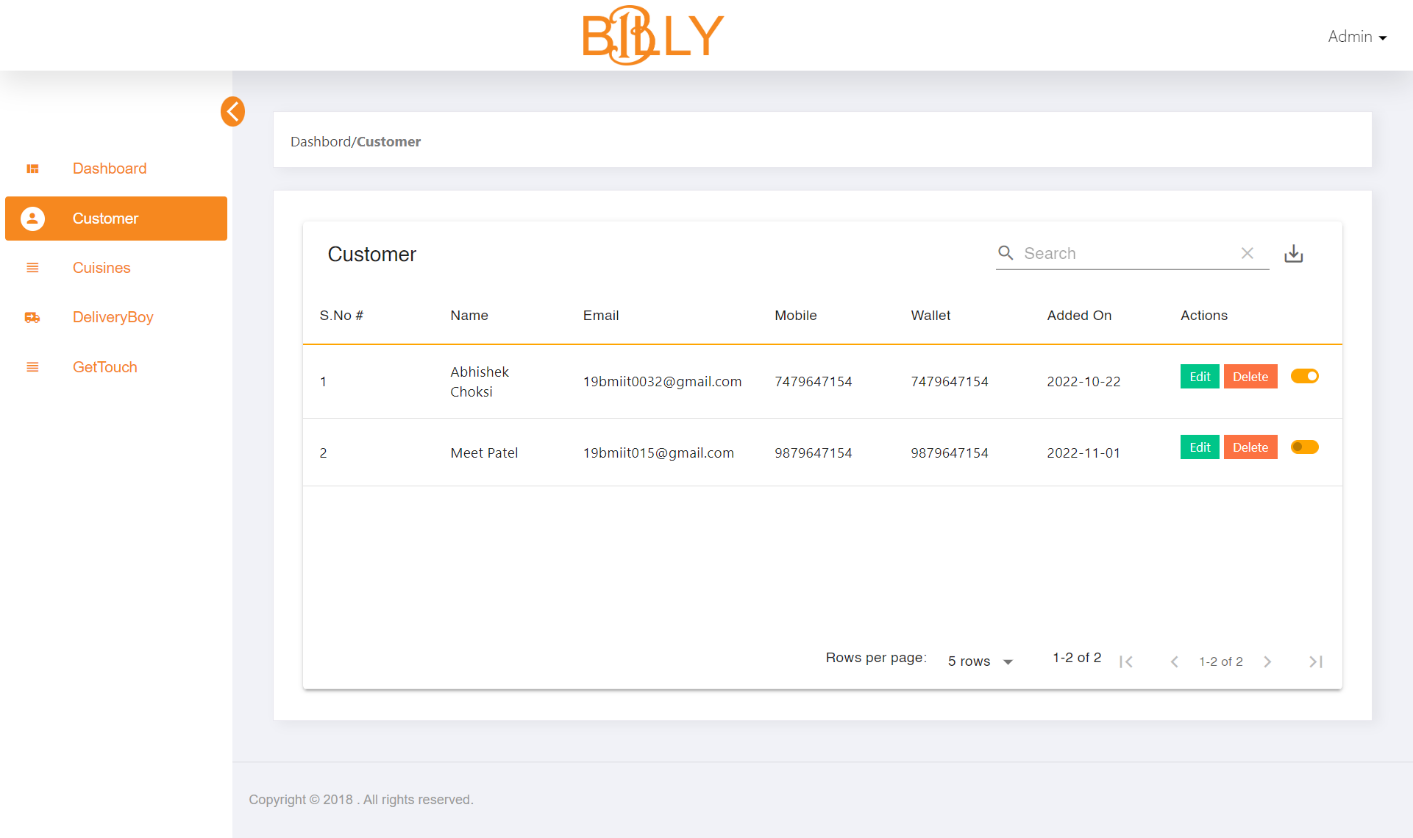 BILLY
Admin
Dashbord/Customer
Dashboard
Customer
Cuisines
DeliveryBoy
GetTouch
Customer
Search
S.No # Name Email Mobile Wallet Added On Actions
1 Abhishek Choksi 19bmiit0032@gmail.com 7479647154 7479647154 2022-10-22 Edit Delete
2 Meet Patel 19bmiit015@gmail.com 9879647154 9879647154 2022-11-01 Edit Delete
Rows per page: 5 rows 1-2 of 2 1-2 of 2
Copyright © 2018 . All rights reserved.